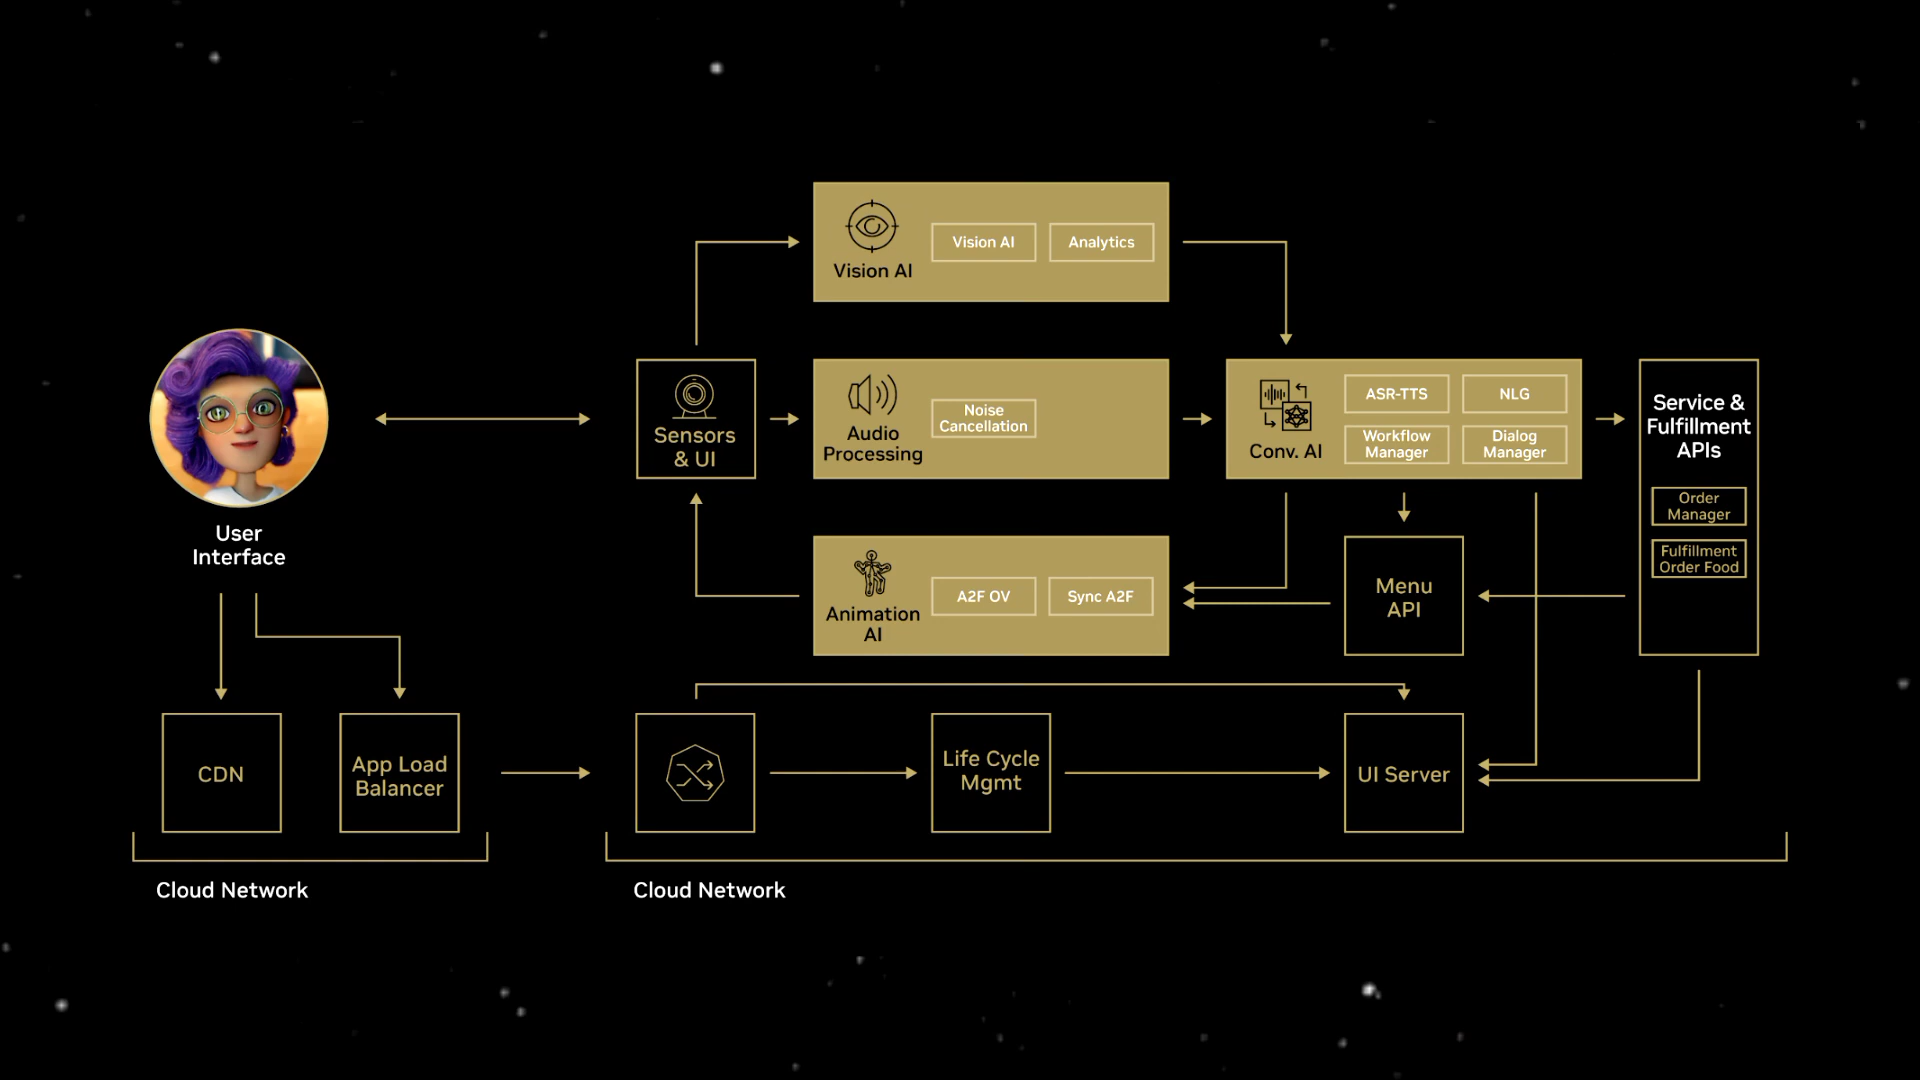 Vision AI
Vision AI
Analytics
User
Interface
Sensors
& UI
Audio
Processing
Noise
Cancellation
Conv. AI
ASR-TTS
NLG
Workflow
Manager
Dialog
Manager
Service &
Fulfillment
APIs
Order
Manager
Fulfillment
Order Food
Animation
AI
A2F OV
Sync A2F
Menu
API
CDN
App Load
Balancer
Life Cycle
Mgmt
UI Server
Cloud Network
Cloud Network